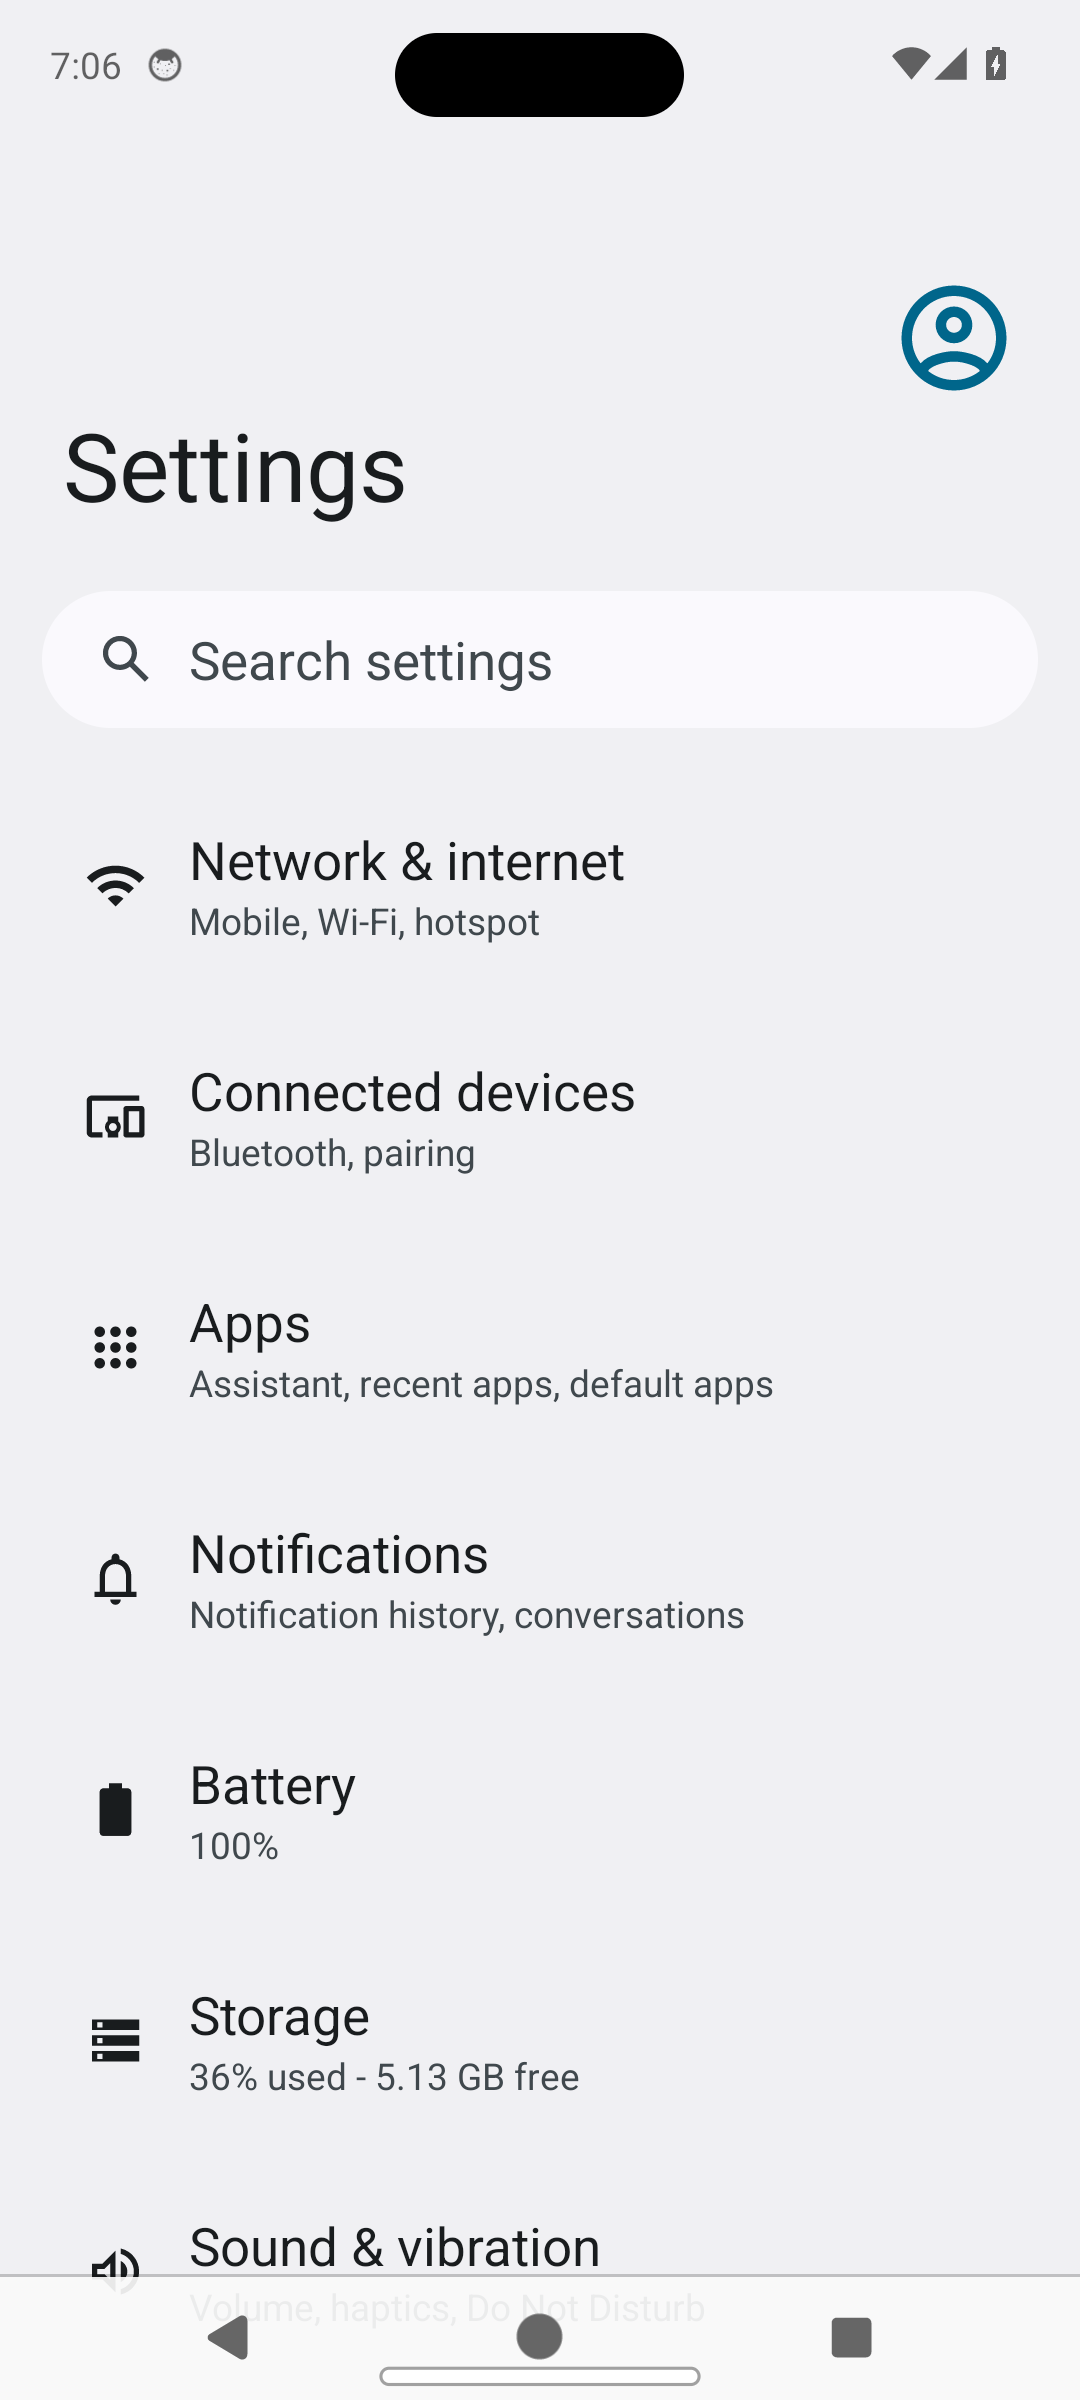 7:06
Settings
Search settings
Network & internet
Mobile, Wi-Fi, hotspot
Connected devices
Bluetooth, pairing
Apps
Assistant, recent apps, default apps
Notifications
Notification history, conversations
Battery
100%
Storage
36% used - 5.13 GB free
Sound & vibration
Volume, haptics, Do Not Disturb